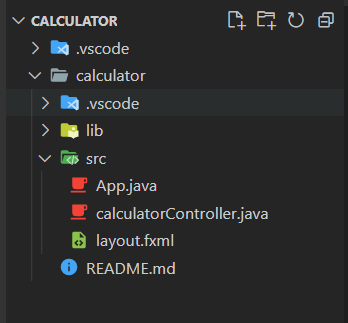 CALCULATOR
.vscode
calculator
.vscode
lib
src
App.java
calculatorController.java
layout.fxml
README.md